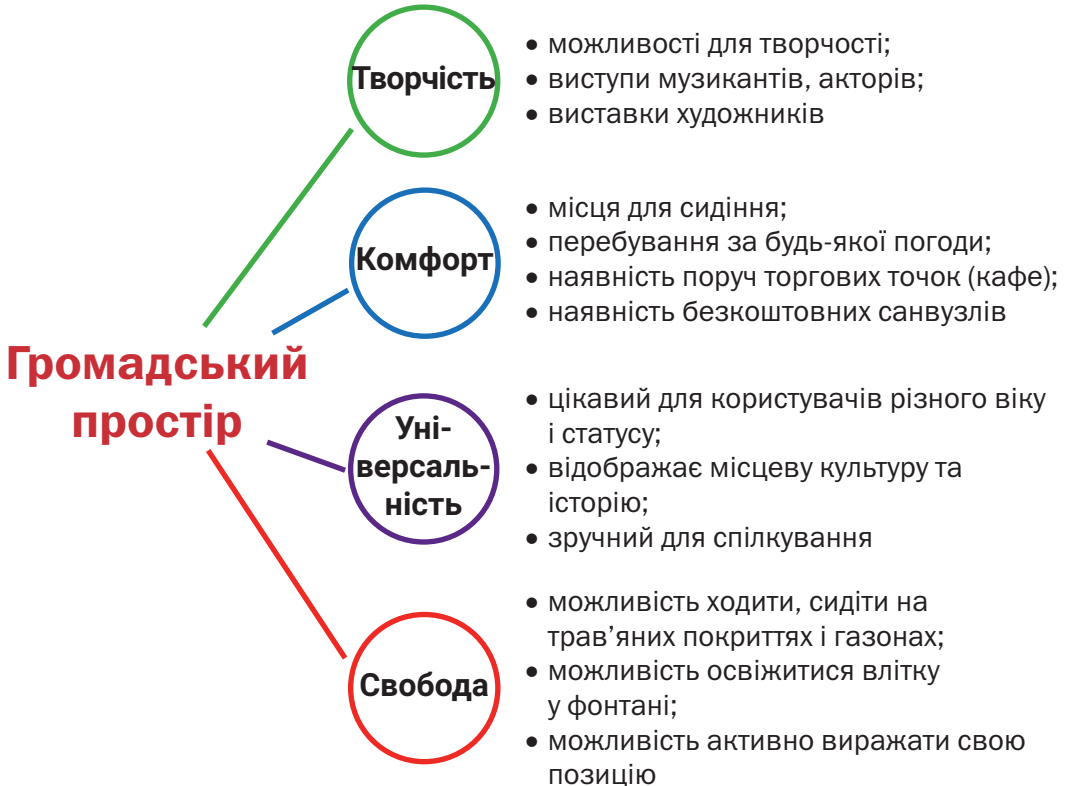 Громадський
простір
Творчість
• можливості для творчості;
• виступи музикантів, акторів;
• виставки художників
Комфорт
• місця для сидіння;
• перебування за будь-якої погоди;
• наявність поруч торгових точок (кафе);
• наявність безкоштовних санвузлів
Уні-
версаль-
ність
• цікавий для користувачів різного віку
і статусу;
• відображає місцеву культуру та
історію;
• зручний для спілкування
Свобода
• можливість ходити, сидіти на
трав’яних покриттях і газонах;
• можливість освіжитися влітку
у фонтані;
• можливість активно виражати свою
позицію